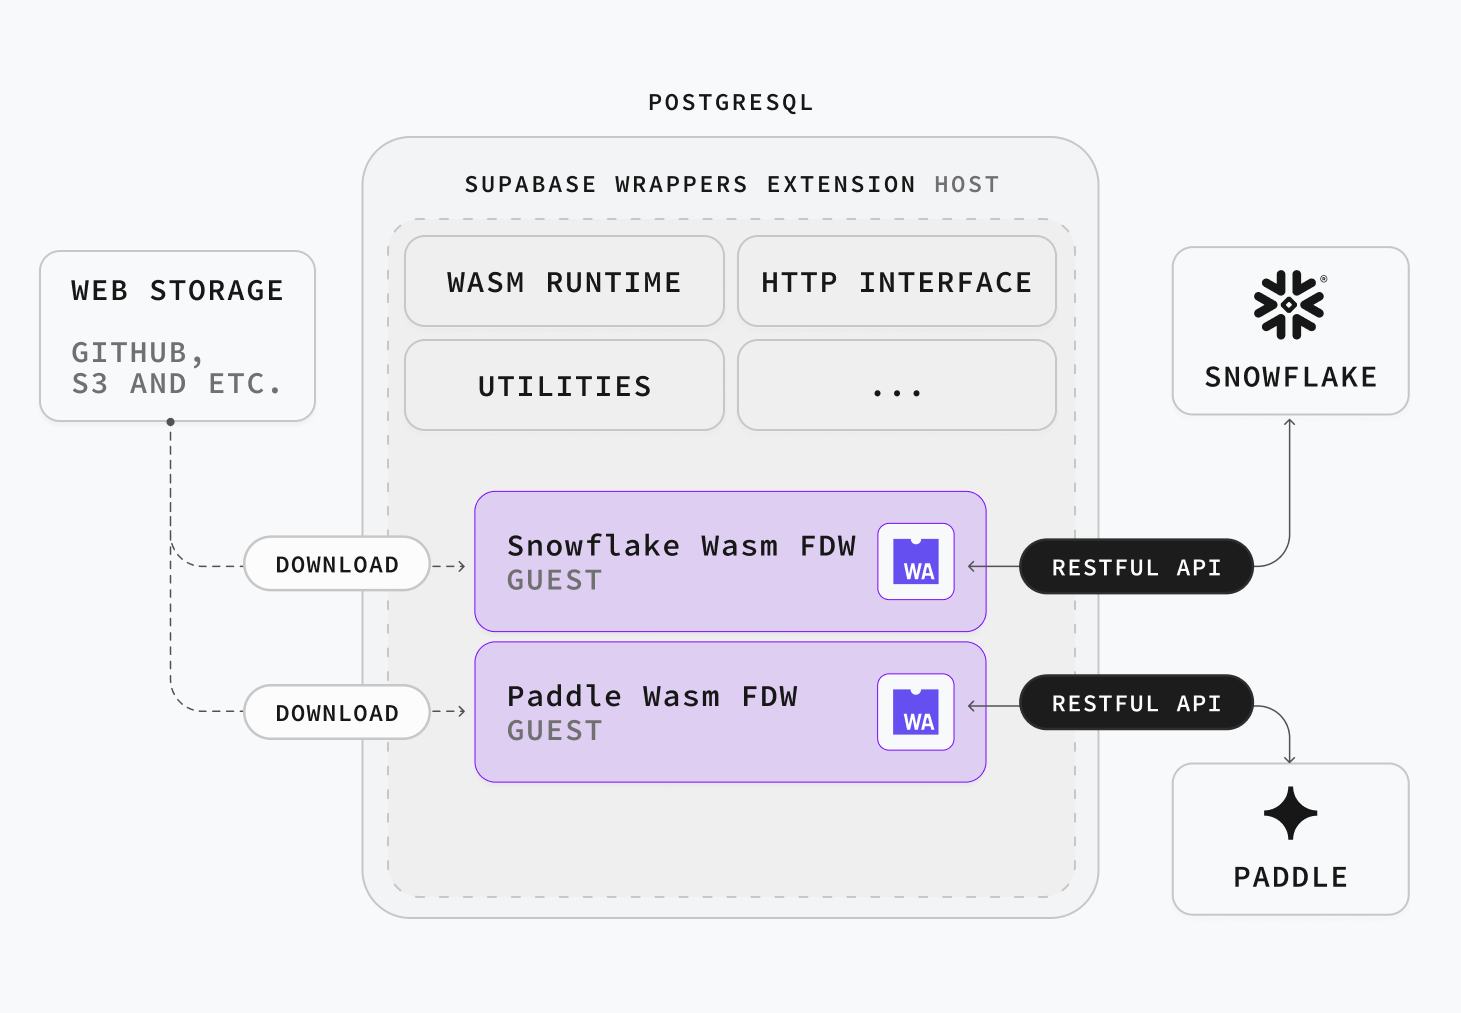 POSTGRESQL
SUPABASE WRAPPERS EXTENSION HOST
WASM RUNTIME
HTTP INTERFACE
UTILITIES
...
WEB STORAGE
GITHUB,
S3 AND ETC.
SNOWFLAKE
®
DOWNLOAD
Snowflake Wasm FDW
GUEST
WA
RESTFUL API
DOWNLOAD
Paddle Wasm FDW
GUEST
WA
RESTFUL API
PADDLE